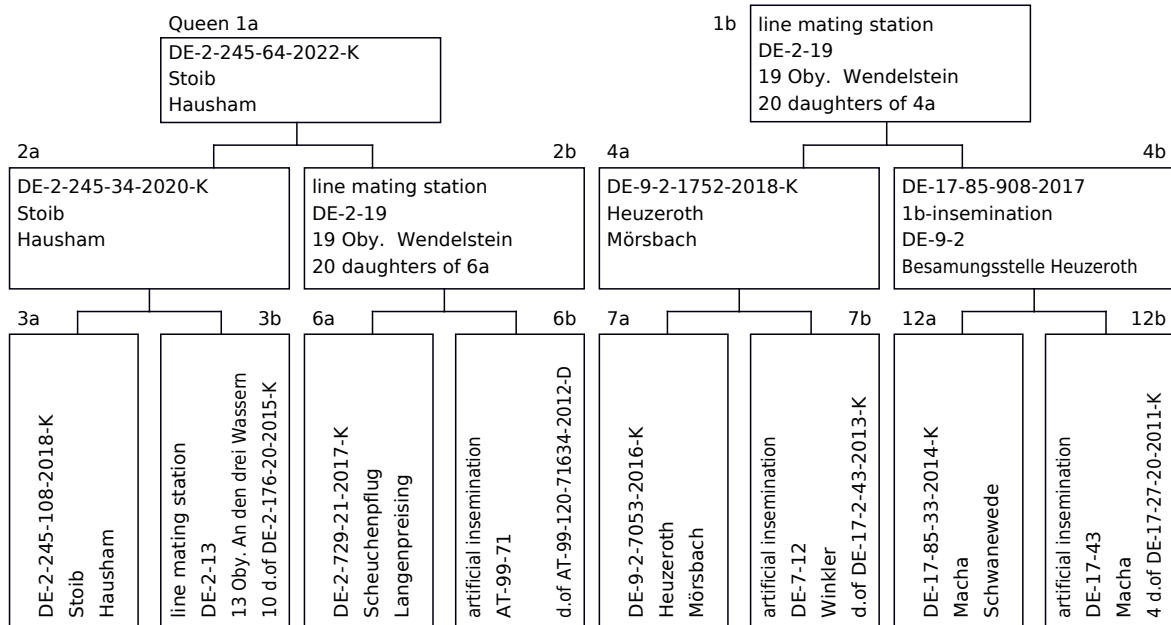 Queen 1a
DE-2-245-64-2022-K
Stoib
Hausham
1b
line mating station
DE-2-19
19 Oby. Wendelstein
20 daughters of 4a
2a
DE-2-245-34-2020-K
Stoib
Hausham
2b
line mating station
DE-2-19
19 Oby. Wendelstein
20 daughters of 6a
4a
DE-9-2-1752-2018-K
Heuzeroth
Mörsbach
4b
DE-17-85-908-2017
1b-insemination
DE-9-2
Besamungsstelle Heuzeroth
3a
DE-2-245-108-2018-K
Stoib
Hausham
3b
line mating station
DE-2-13
13 Oby. An den drei Wassern
10 d.of DE-2-176-20-2015-K
6a
DE-2-729-21-2017-K
Scheuchenpflug
Langenpreising
6b
artificial insemination
AT-99-71
d.of AT-99-120-71634-2012-D
7a
DE-9-2-7053-2016-K
Heuzeroth
Mörsbach
7b
artificial insemination
DE-7-12
Winkler
d.of DE-17-2-43-2013-K
12a
DE-17-85-33-2014-K
Macha
Schwanewede
12b
artificial insemination
DE-17-43
Macha
4 d.of DE-17-27-20-2011-K